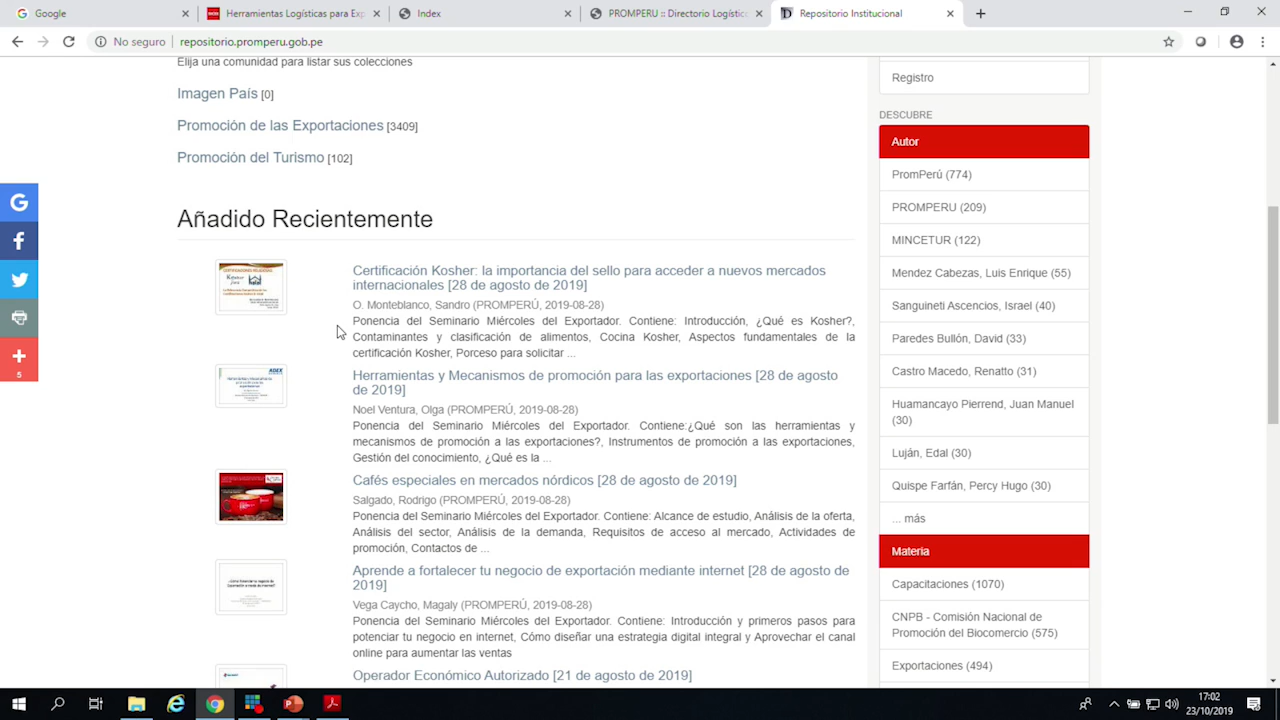 Google
Herramientas Logísticas para Exp
Index
PROMPERU :: Directorio Logístic
Repositorio Institucional
No seguro
repositorio.promperu.gob.pe
Elija una comunidad para listar sus colecciones
Imagen País [0]
Promoción de las Exportaciones [3409]
Promoción del Turismo [102]
Añadido Recientemente
Certificación Kosher: la importancia del sello para acceder a nuevos mercados
internacionales [28 de agosto de 2019]
O. Monteblanco, Sandro (PROMPERÚ, 2019-08-28)
Ponencia del Seminario Miércoles del Exportador. Contiene: Introducción, ¿Qué es Kosher?,
Contaminantes y clasificación de alimentos, Cocina Kosher, Aspectos fundamentales de la
certificación Kosher, Porceso para solicitar ...
Herramientas y Mecanismos de promoción para las exportaciones [28 de agosto
de 2019]
Noel Ventura, Olga (PROMPERÚ, 2019-08-28)
Ponencia del Seminario Miércoles del Exportador. Contiene:¿Qué son las herramientas y
mecanismos de promoción a las exportaciones?, Instrumentos de promoción a las exportaciones,
Gestión del conocimiento, ¿Qué es la ...
ADEX
Cafés especiales en mercados nórdicos [28 de agosto de 2019]
Salgado, Rodrigo (PROMPERÚ, 2019-08-28)
Ponencia del Seminario Miércoles del Exportador. Contiene: Alcance de estudio, Análisis de la oferta,
Análisis del sector, Análisis de la demanda, Requisitos de acceso al mercado, Actividades de
promoción, Contactos de ...
Aprende a fortalecer tu negocio de exportación mediante internet [28 de agosto de
2019]
Vega Caycho, Magaly (PROMPERÚ, 2019-08-28)
Ponencia del Seminario Miércoles del Exportador. Contiene: Introducción y primeros pasos para
potenciar tu negocio en internet, Cómo diseñar una estrategia digital integral y Aprovechar el canal
online para aumentar las ventas
Operador Económico Autorizado [21 de agosto de 2019]
5
Registro
DESCUBRE
Autor
PromPerú (774)
PROMPERU (209)
MINCETUR (122)
Mendez Cabezas, Luis Enrique (55)
Sanguineti Ascencios, Israel (40)
Paredes Bullón, David (33)
Castro Macedo, Renatto (31)
Huamancayo Pierrend, Juan Manuel
(30)
Luján, Edal (30)
Quispe Farfán, Percy Hugo (30)
... más
Materia
Capacitaciones (1070)
CNPB - Comisión Nacional de
Promoción del Biocomercio (575)
Exportaciones (494)
17:02
23/10/2019